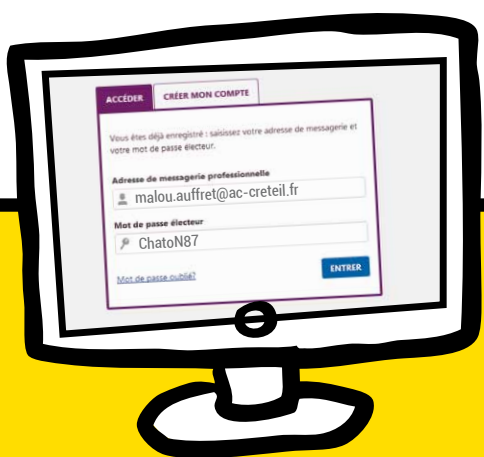 ACCÉDER CRÉER MON COMPTE
Vous êtes déjà enregistré : saisissez votre adresse de messagerie et
votre mot de passe électeur.
Adresse de messagerie professionnelle
malou.auffret@ac-creteil.fr
Mot de passe électeur
ChatoN87
Mot de passe oublié?
ENTRER